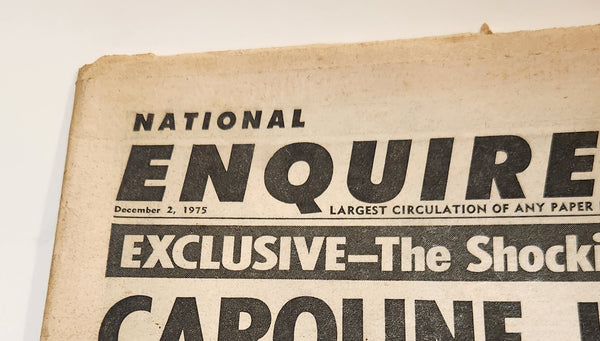 NATIONAL
ENQUIRE
December 2, 1975 LARGEST CIRCULATION OF ANY PAPER
EXCLUSIVE—The Shocki
CAROLINE